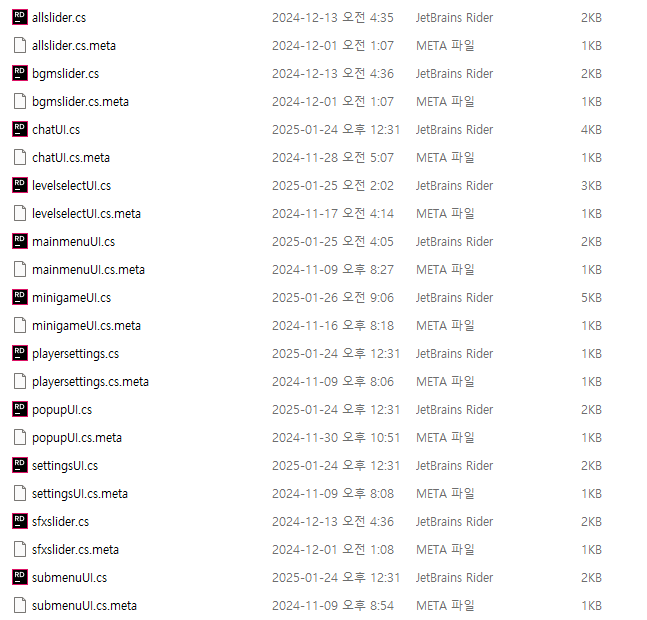 RD allslider.cs 2024-12-13 오전 4:35 JetBrains Rider 2KB
allslider.cs.meta 2024-12-01 오전 1:07 META 파일 1KB
RD bgmslider.cs 2024-12-13 오전 4:36 JetBrains Rider 2KB
bgmslider.cs.meta 2024-12-01 오전 1:07 META 파일 1KB
RD chatUI.cs 2025-01-24 오후 12:31 JetBrains Rider 4KB
chatUI.cs.meta 2024-11-28 오전 5:07 META 파일 1KB
RD levelselectUI.cs 2025-01-25 오전 2:02 JetBrains Rider 3KB
levelselectUI.cs.meta 2024-11-17 오전 4:14 META 파일 1KB
RD mainmenuUI.cs 2025-01-25 오전 4:05 JetBrains Rider 2KB
mainmenuUI.cs.meta 2024-11-09 오후 8:27 META 파일 1KB
RD minigameUI.cs 2025-01-26 오전 9:06 JetBrains Rider 5KB
minigameUI.cs.meta 2024-11-16 오후 8:18 META 파일 1KB
RD playersettings.cs 2025-01-24 오후 12:31 JetBrains Rider 1KB
playersettings.cs.meta 2024-11-09 오후 8:06 META 파일 1KB
RD popupUI.cs 2025-01-24 오후 12:31 JetBrains Rider 2KB
popupUI.cs.meta 2024-11-30 오후 10:51 META 파일 1KB
RD settingsUI.cs 2025-01-24 오후 12:31 JetBrains Rider 2KB
settingsUI.cs.meta 2024-11-09 오후 8:08 META 파일 1KB
RD sfxslider.cs 2024-12-13 오전 4:36 JetBrains Rider 2KB
sfxslider.cs.meta 2024-12-01 오전 1:08 META 파일 1KB
RD submenuUI.cs 2025-01-24 오후 12:31 JetBrains Rider 2KB
submenuUI.cs.meta 2024-11-09 오후 8:54 META 파일 1KB